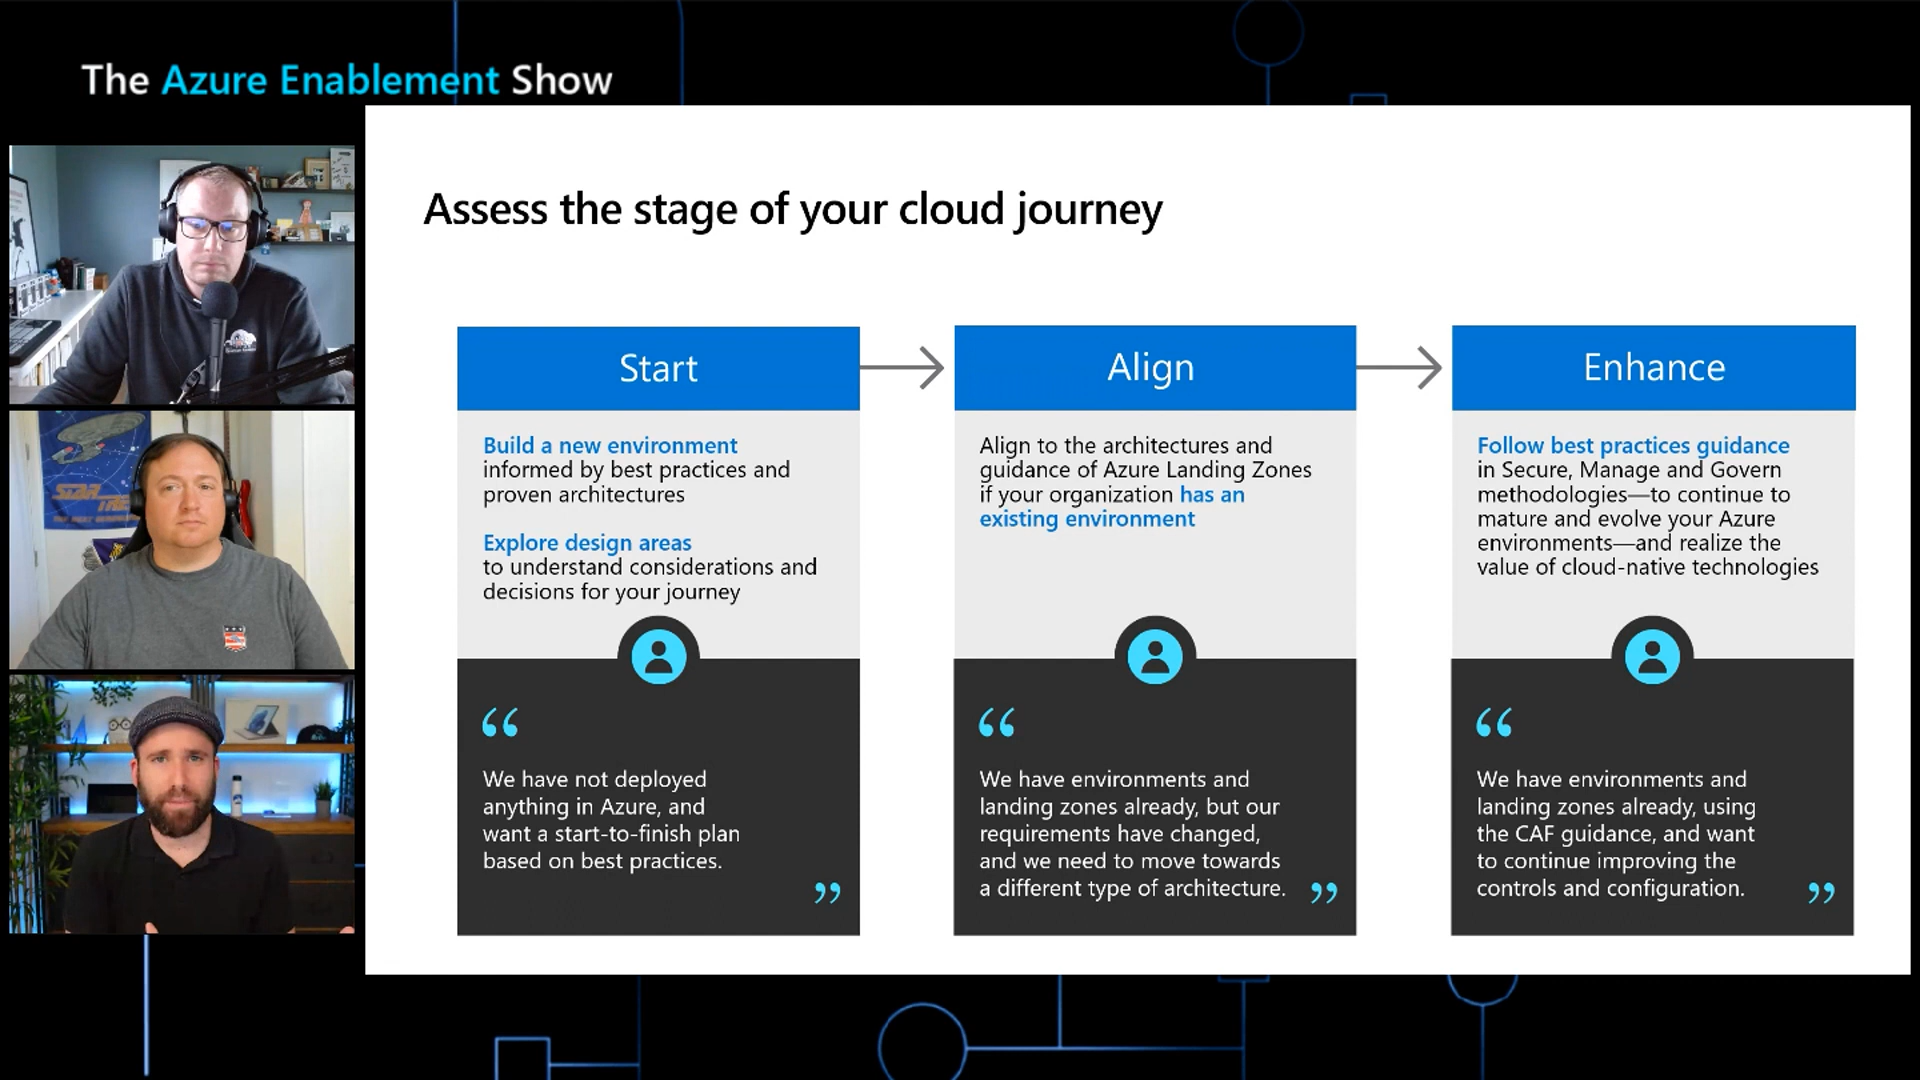 The Azure Enablement Show
Assess the stage of your cloud journey
Start
Build a new environment
informed by best practices and
proven architectures
Explore design areas
to understand considerations and
decisions for your journey
“
We have not deployed
anything in Azure, and
want a start-to-finish plan
based on best practices.
”
Align
Align to the architectures and
guidance of Azure Landing Zones
if your organization has an
existing environment
“
We have environments and
landing zones already, but our
requirements have changed,
and we need to move towards
a different type of architecture.
”
Enhance
Follow best practices guidance
in Secure, Manage and Govern
methodologies—to continue to
mature and evolve your Azure
environments—and realize the
value of cloud-native technologies
“
We have environments and
landing zones already, using
the CAF guidance, and want
to continue improving the
controls and configuration.
”
STAR TREK